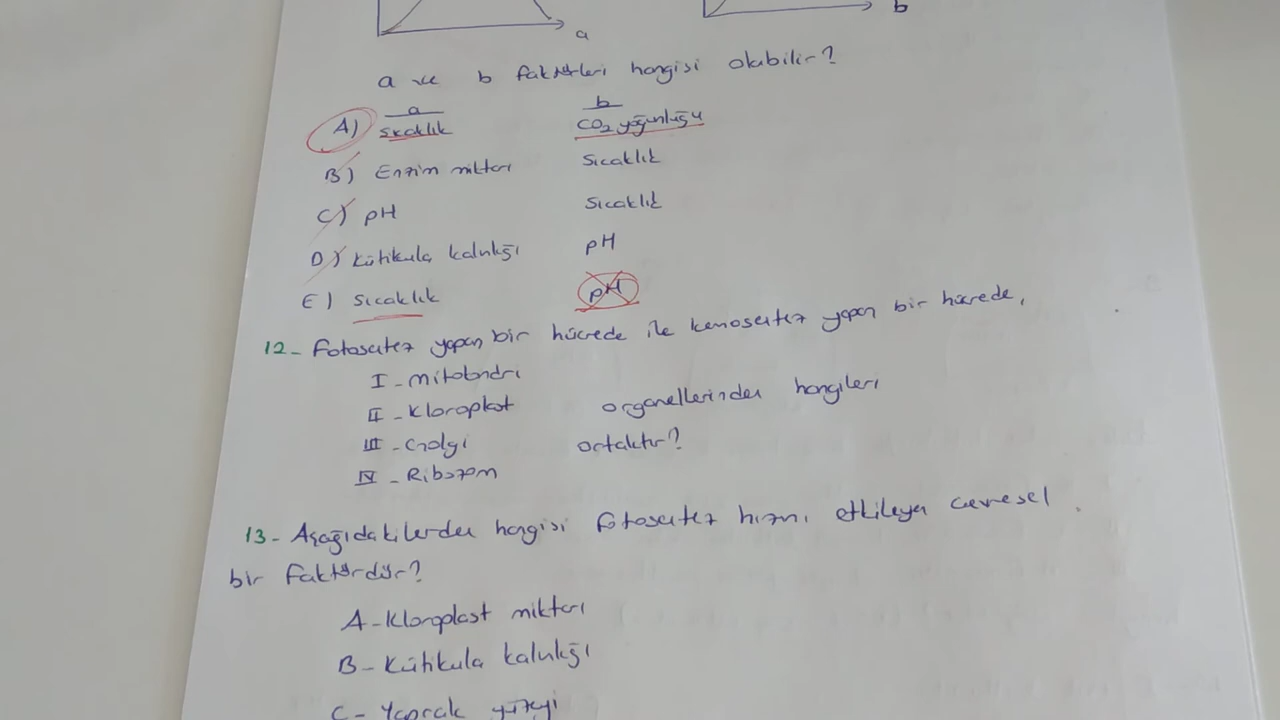 a b
a ve b faktörleri hangisi olabilir?
a b
A) Sıcaklık CO2 yoğunluğu
B) Enzim miktarı Sıcaklık
C) pH Sıcaklık
D) Kütikula kalınlığı pH
E) Sıcaklık pH
12- Fotosentez yapan bir hücrede ile kemosentez yapan bir hücrede,
I - mitokondri
II - Kloroplast organellerinden hangileri
III - Golgi ortaktır?
IV - Ribozom
13- Aşağıdakilerden hangisi fotosentez hızını etkileyen çevresel
bir faktördür?
A- Kloroplast miktarı
B- Kütikula kalınlığı
C- Yaprak yüzeyi